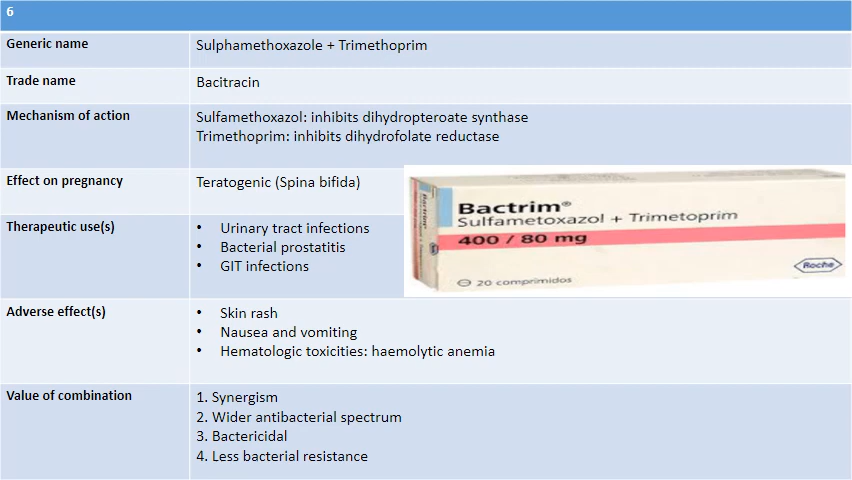 6
Generic name
Sulphamethoxazole + Trimethoprim
Trade name
Bacitracin
Mechanism of action
Sulfamethoxazol: inhibits dihydropteroate synthase
Trimethoprim: inhibits dihydrofolate reductase
Effect on pregnancy
Teratogenic (Spina bifida)
Bactrim®
Sulfametoxazol + Trimetoprim
400 / 80 mg
Roche
20 comprimidos
Bactrim®
Therapeutic use(s)
• Urinary tract infections
• Bacterial prostatitis
• GIT infections
Adverse effect(s)
• Skin rash
• Nausea and vomiting
• Hematologic toxicities: haemolytic anemia
Value of combination
1. Synergism
2. Wider antibacterial spectrum
3. Bactericidal
4. Less bacterial resistance